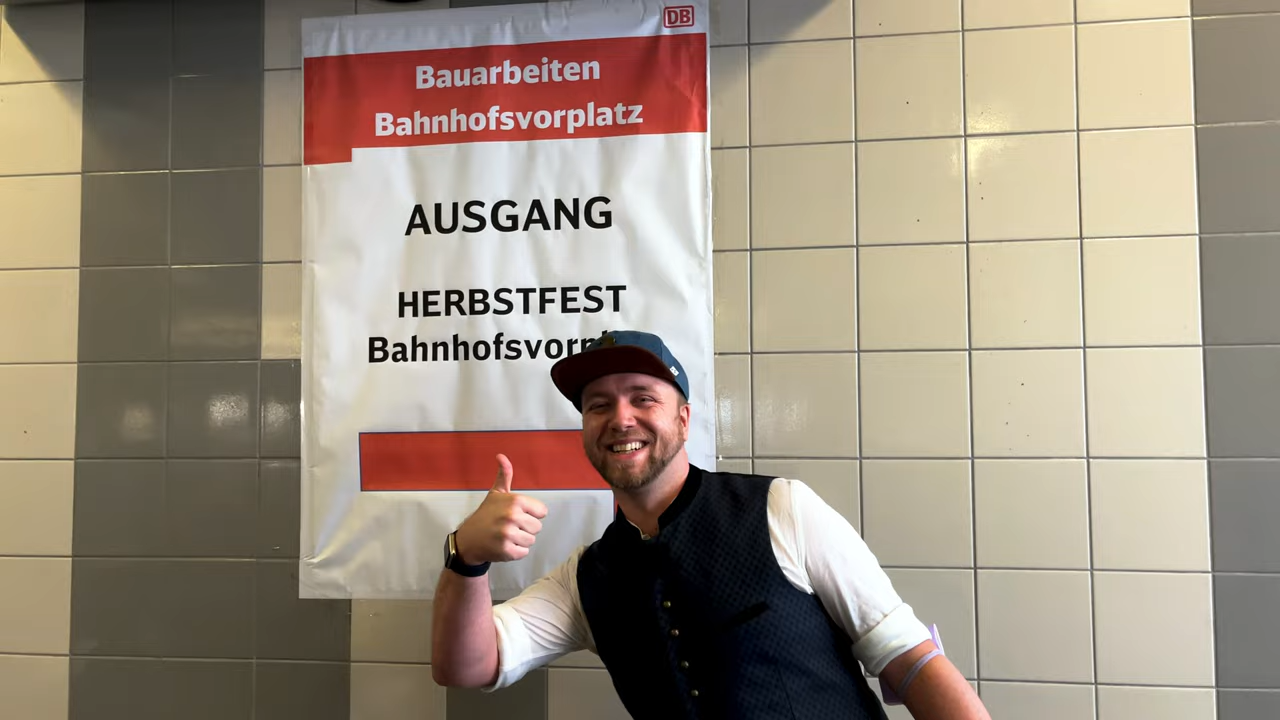 DB
Bauarbeiten
Bahnhofsvorplatz
AUSGANG
HERBSTFEST